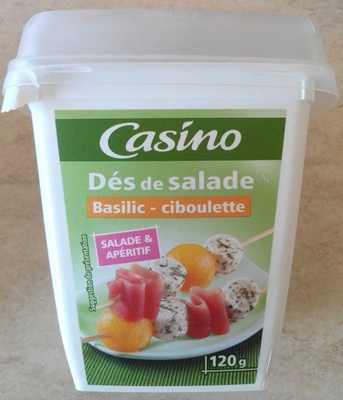 Casino
Dés de salade
Basilic - ciboulette
SALADE &
APÉRITIF
Suggestion de présentation
120g